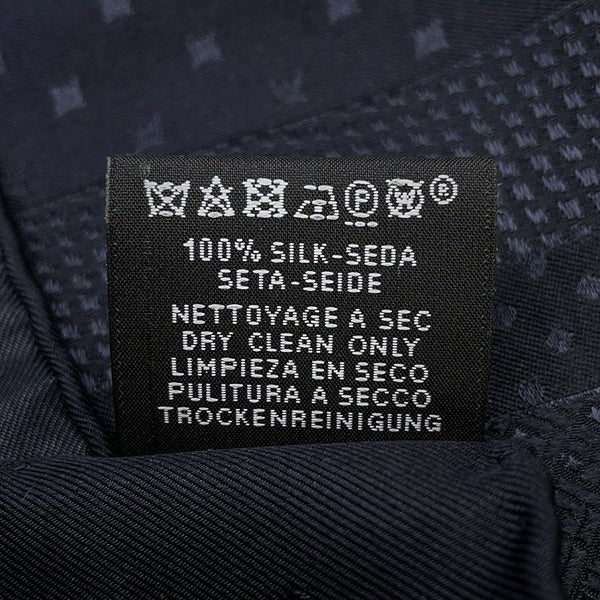 P W ®
100% SILK-SEDA
SETA-SEIDE
NETTOYAGE A SEC
DRY CLEAN ONLY
LIMPIEZA EN SECO
PULITURA A SECCO
TROCKENREINIGUNG